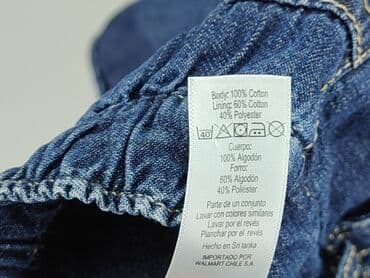 Body: 100% Cotton
Lining: 60% Cotton
40% Polyester
40
Cuerpo:
100% Algodón
Forro:
60% Algodón
40% Poliéster
Parte de un conjunto
Lavar con colores similares
Lavar por el revés
Planchar por el revés
Hecho en Sri lanka
IMPORTADO POR
WALMART CHILE S.A.